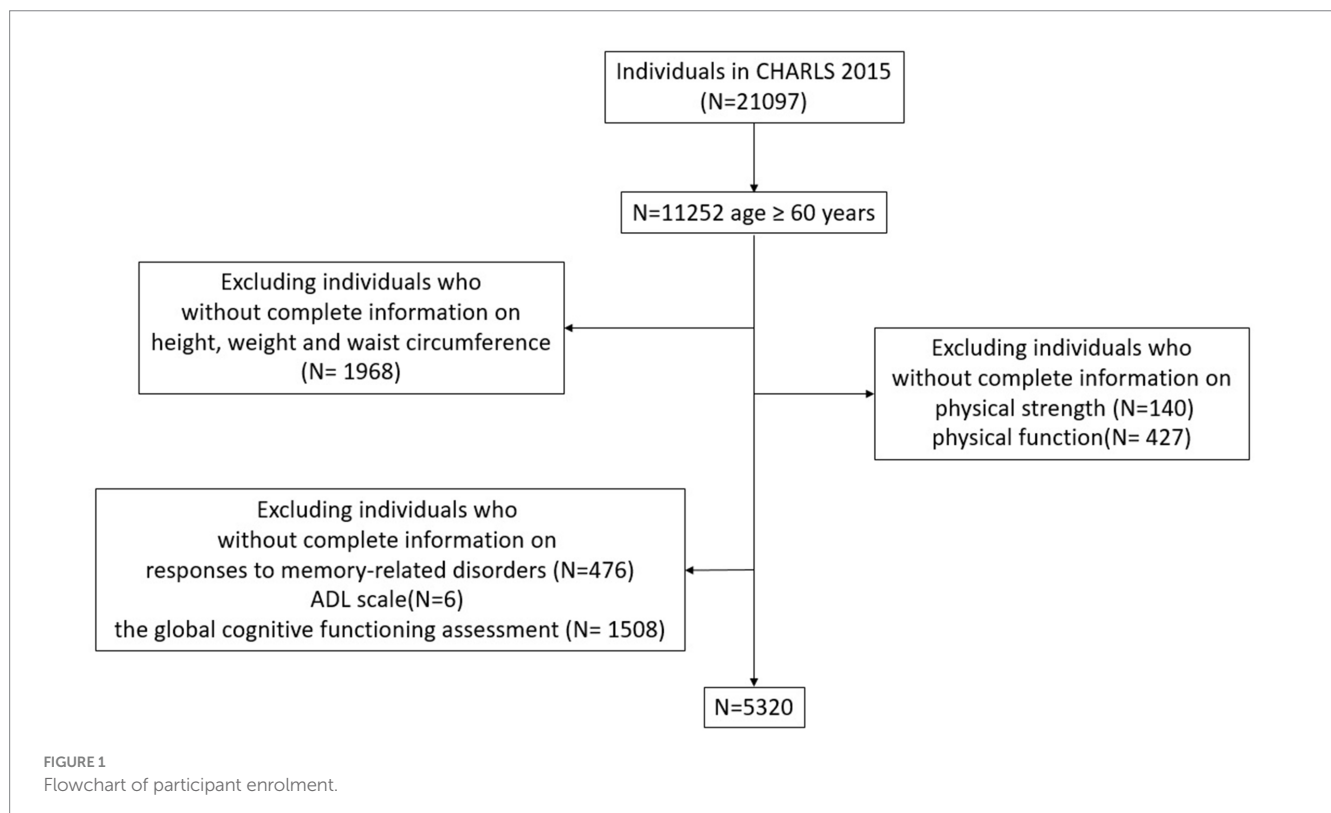 Individuals in CHARLS 2015
(N=21097)
N=11252 age ≥ 60 years
Excluding individuals who
without complete information on
height, weight and waist circumference
(N= 1968)
Excluding individuals who
without complete information on
physical strength (N=140)
physical function(N= 427)
Excluding individuals who
without complete information on
responses to memory-related disorders (N=476)
ADL scale(N=6)
the global cognitive functioning assessment (N= 1508)
N=5320
FIGURE 1
Flowchart of participant enrolment.